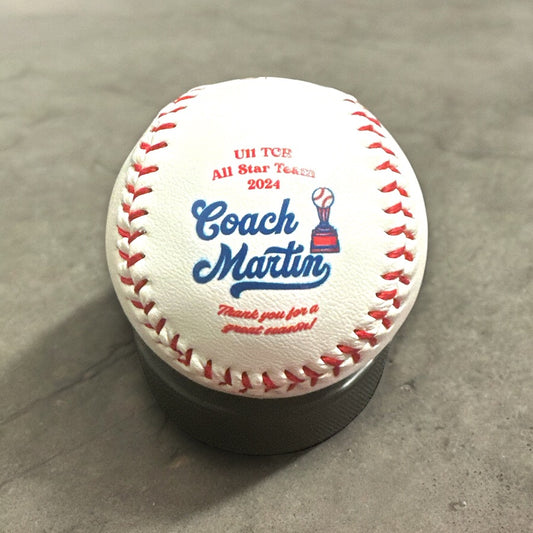 U11 TCB
All Star Team
2024
Coach
Martin
Thank you for a
great season!